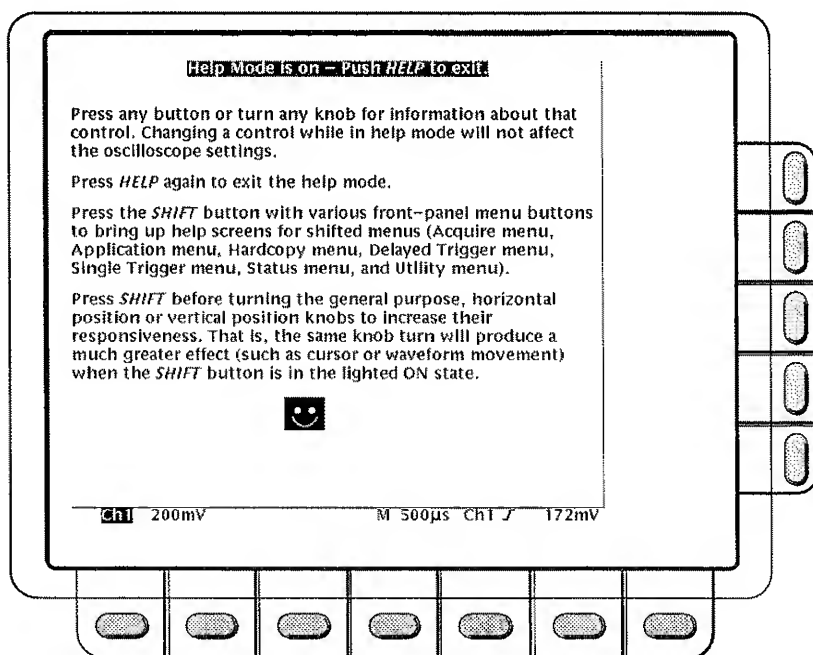 Help Mode is on – Push HELP to exit.
Press any button or turn any knob for information about that
control. Changing a control while in help mode will not affect
the oscilloscope settings.
Press HELP again to exit the help mode.
Press the SHIFT button with various front–panel menu buttons
to bring up help screens for shifted menus (Acquire menu,
Application menu, Hardcopy menu, Delayed Trigger menu,
Single Trigger menu, Status menu, and Utility menu).
Press SHIFT before turning the general purpose, horizontal
position or vertical position knobs to increase their
responsiveness. That is, the same knob turn will produce a
much greater effect (such as cursor or waveform movement)
when the SHIFT button is in the lighted ON state.
Ch1 200mV M 500µs Ch1 ƒ 172mV